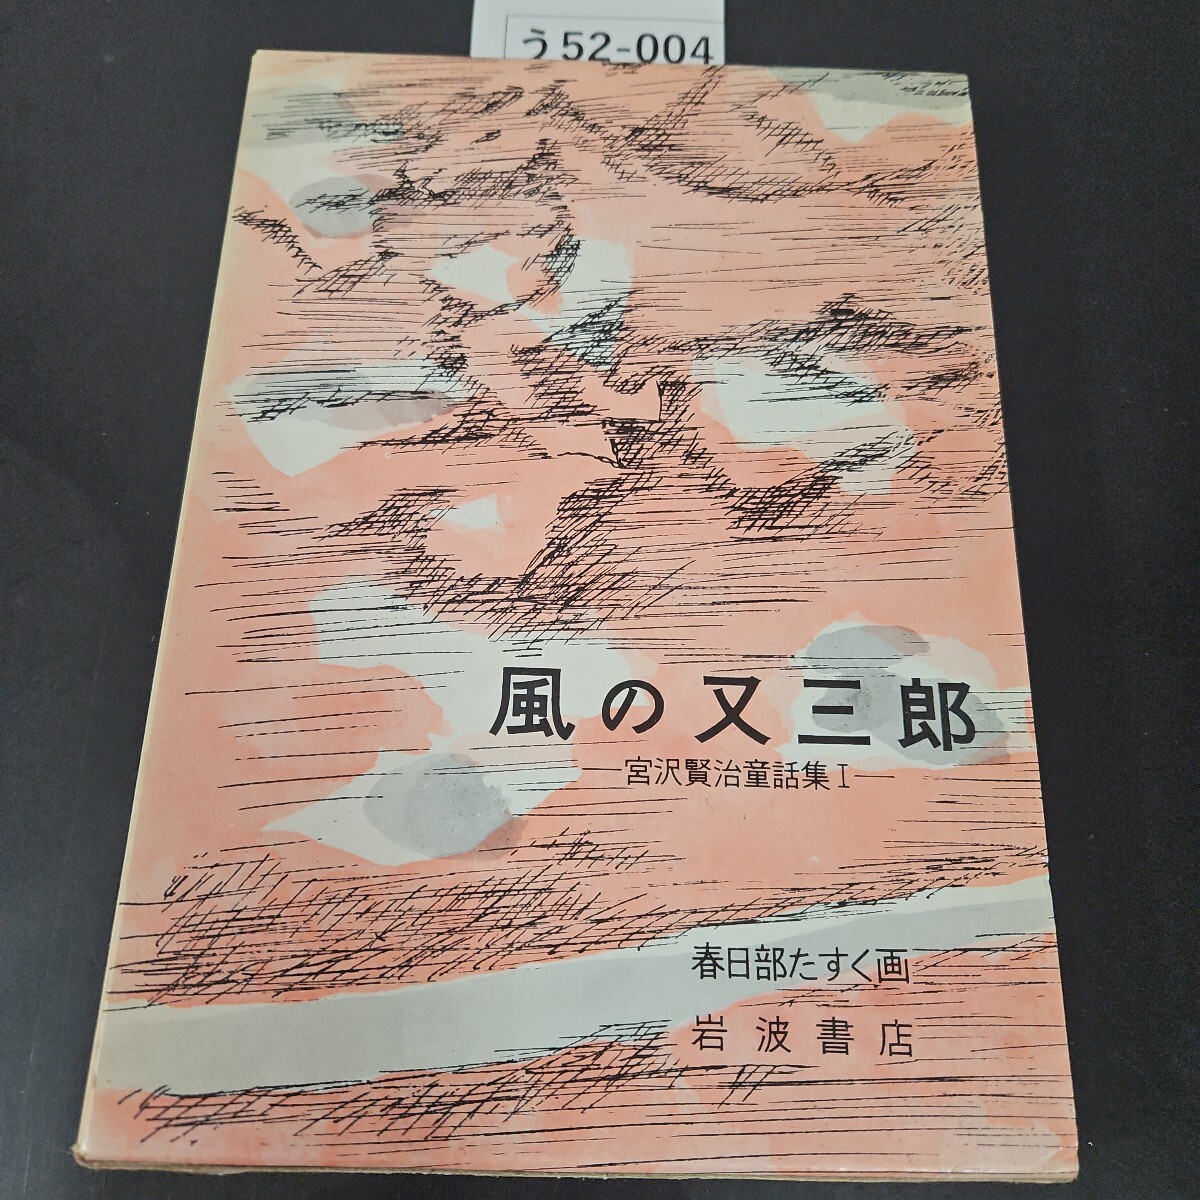 う52-004
風の又三郎
—宮沢賢治童話集I—
春日部たすく画
岩波書店